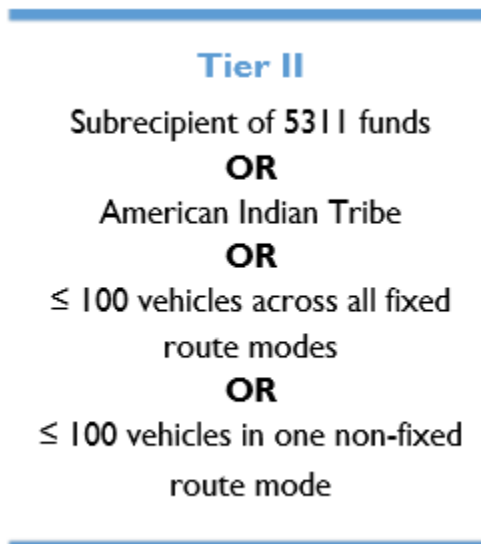 Tier II
Subrecipient of 5311 funds
OR
American Indian Tribe
OR
≤ 100 vehicles across all fixed
route modes
OR
≤ 100 vehicles in one non-fixed
route mode